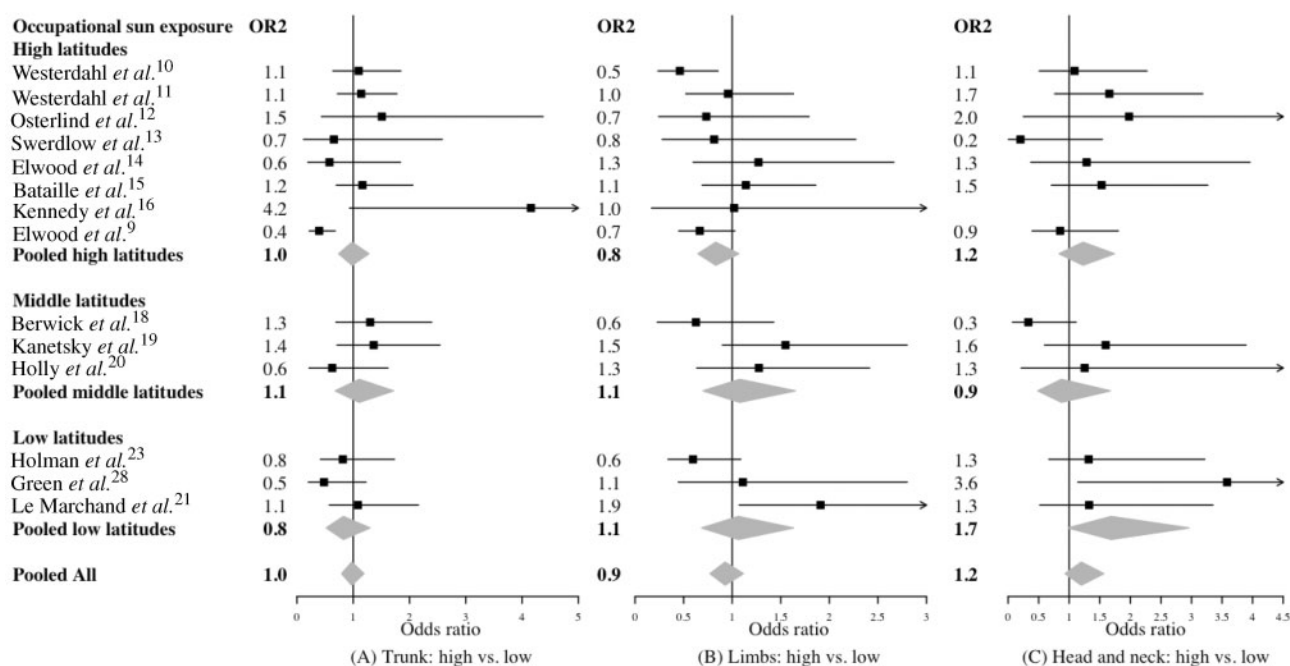 Occupational sun exposure OR2 OR2 OR2
High latitudes
Westerdahl et al.10 1.1 0.5 1.1
Westerdahl et al.11 1.1 1.0 1.7
Osterlind et al.12 1.5 0.7 2.0
Swerdlow et al.13 0.7 0.8 0.2
Elwood et al.14 0.6 1.3 1.3
Bataille et al.15 1.2 1.1 1.5
Kennedy et al.16 4.2 1.0
Elwood et al.9 0.4 0.7 0.9
Pooled high latitudes 1.0 0.8 1.2
Middle latitudes
Berwick et al.18 1.3 0.6 0.3
Kanetsky et al.19 1.4 1.5 1.6
Holly et al.20 0.6 1.3 1.3
Pooled middle latitudes 1.1 1.1 0.9
Low latitudes
Holman et al.23 0.8 0.6 1.3
Green et al.28 0.5 1.1 3.6
Le Marchand et al.21 1.1 1.9 1.3
Pooled low latitudes 0.8 1.1 1.7
Pooled All 1.0 0.9 1.2
0 1 2 3 4 5 0 0.5 1 1.5 2 2.5 3 0 0.5 1 1.5 2 2.5 3 3.5 4 4.5
Odds ratio Odds ratio Odds ratio
(A) Trunk: high vs. low (B) Limbs: high vs. low (C) Head and neck: high vs. low